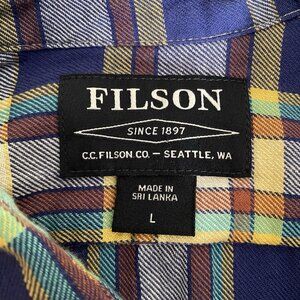 FILSON
SINCE 1897
C.C. FILSON CO. – SEATTLE, WA
MADE IN
SRI LANKA
L